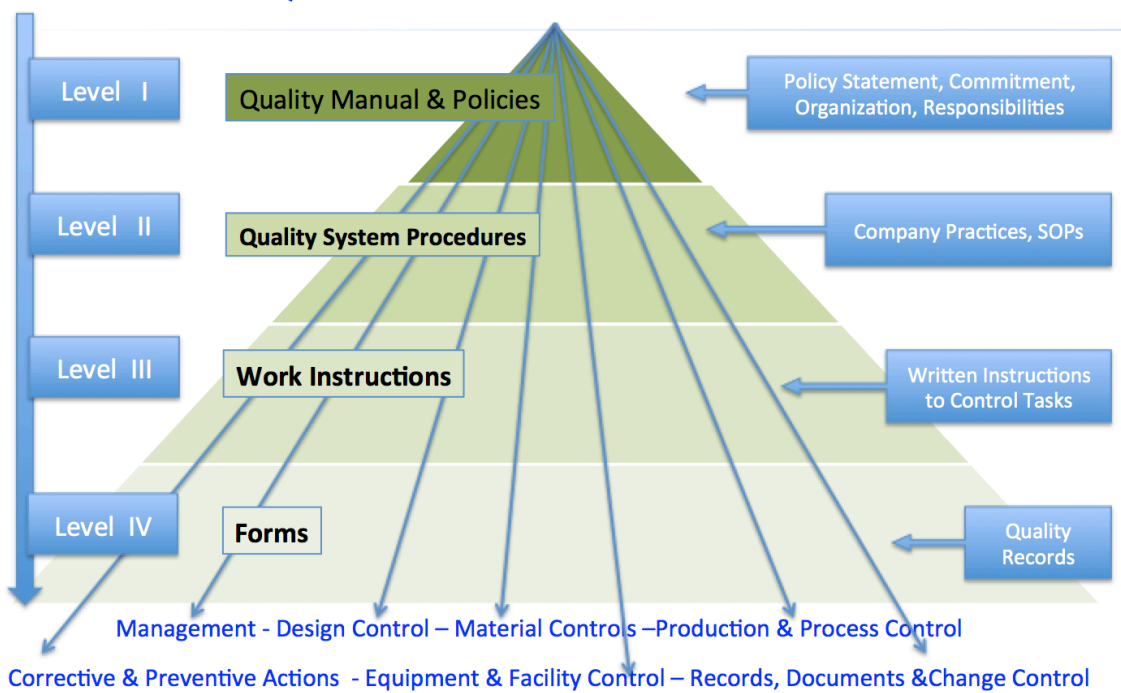 Level I
Quality Manual & Policies
Policy Statement, Commitment,
Organization, Responsibilities
Level II
Quality System Procedures
Company Practices, SOPs
Level III
Work Instructions
Written Instructions
to Control Tasks
Level IV
Forms
Quality
Records
Management - Design Control – Material Controls –Production & Process Control
Corrective & Preventive Actions - Equipment & Facility Control – Records, Documents &Change Control